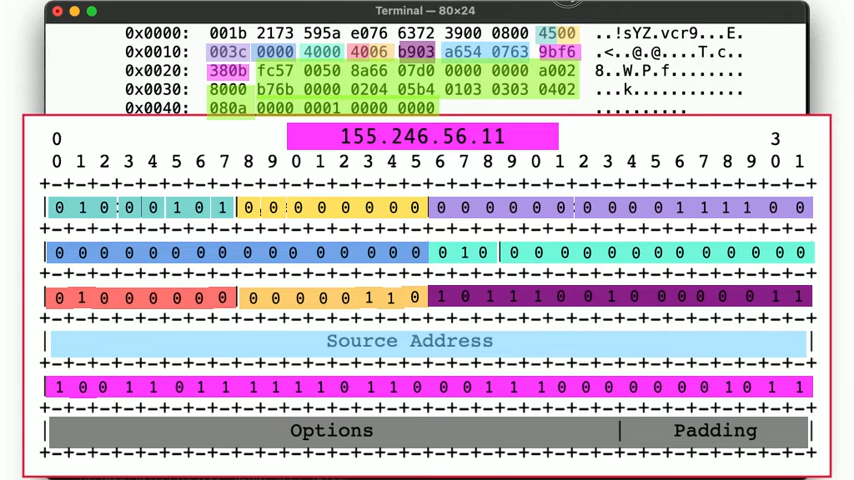 Terminal — 80×24
0x0000: 001b 2173 595a e076 6372 3900 0800 4500 ..!sYZ.vcr9...E.
0x0010: 003c 0000 4000 4006 b903 a654 0763 9bf6 .<..@.@....T.c..
0x0020: 380b fc57 0050 8a66 07d0 0000 0000 a002 8..W.P.f........
0x0030: 8000 b76b 0000 0204 05b4 0103 0303 0402 ...k............
0x0040: 080a 0000 0001 0000 0000 ..........
155.246.56.11
0 3
0 1 2 3 4 5 6 7 8 9 0 1 2 3 4 5 6 7 8 9 0 1 2 3 4 5 6 7 8 9 0 1
+-+-+-+-+-+-+-+-+-+-+-+-+-+-+-+-+-+-+-+-+-+-+-+-+-+-+-+-+-+-+-+-+
|0 1 0 0 0 1 0 1|0 0 0 0 0 0 0 0|0 0 0 0 0 0 0 0 0 0 1 1 1 1 0 0
+-+-+-+-+-+-+-+-+-+-+-+-+-+-+-+-+-+-+-+-+-+-+-+-+-+-+-+-+-+-+-+-+
|0 0 0 0 0 0 0 0 0 0 0 0 0 0 0 0 0 1 0|0 0 0 0 0 0 0 0 0 0 0 0 0
+-+-+-+-+-+-+-+-+-+-+-+-+-+-+-+-+-+-+-+-+-+-+-+-+-+-+-+-+-+-+-+-+
|0 1 0 0 0 0 0 0|0 0 0 0 0 1 1 0 1 0 1 1 1 0 0 1 0 0 0 0 0 0 1 1
+-+-+-+-+-+-+-+-+-+-+-+-+-+-+-+-+-+-+-+-+-+-+-+-+-+-+-+-+-+-+-+-+
| Source Address |
+-+-+-+-+-+-+-+-+-+-+-+-+-+-+-+-+-+-+-+-+-+-+-+-+-+-+-+-+-+-+-+-+
1 0 0 1 1 0 1 1 1 1 1 1 0 1 1 0 0 0 1 1 1 0 0 0 0 0 0 0 1 0 1 1
+-+-+-+-+-+-+-+-+-+-+-+-+-+-+-+-+-+-+-+-+-+-+-+-+-+-+-+-+-+-+-+-+
| Options | Padding |
+-+-+-+-+-+-+-+-+-+-+-+-+-+-+-+-+-+-+-+-+-+-+-+-+-+-+-+-+-+-+-+-+